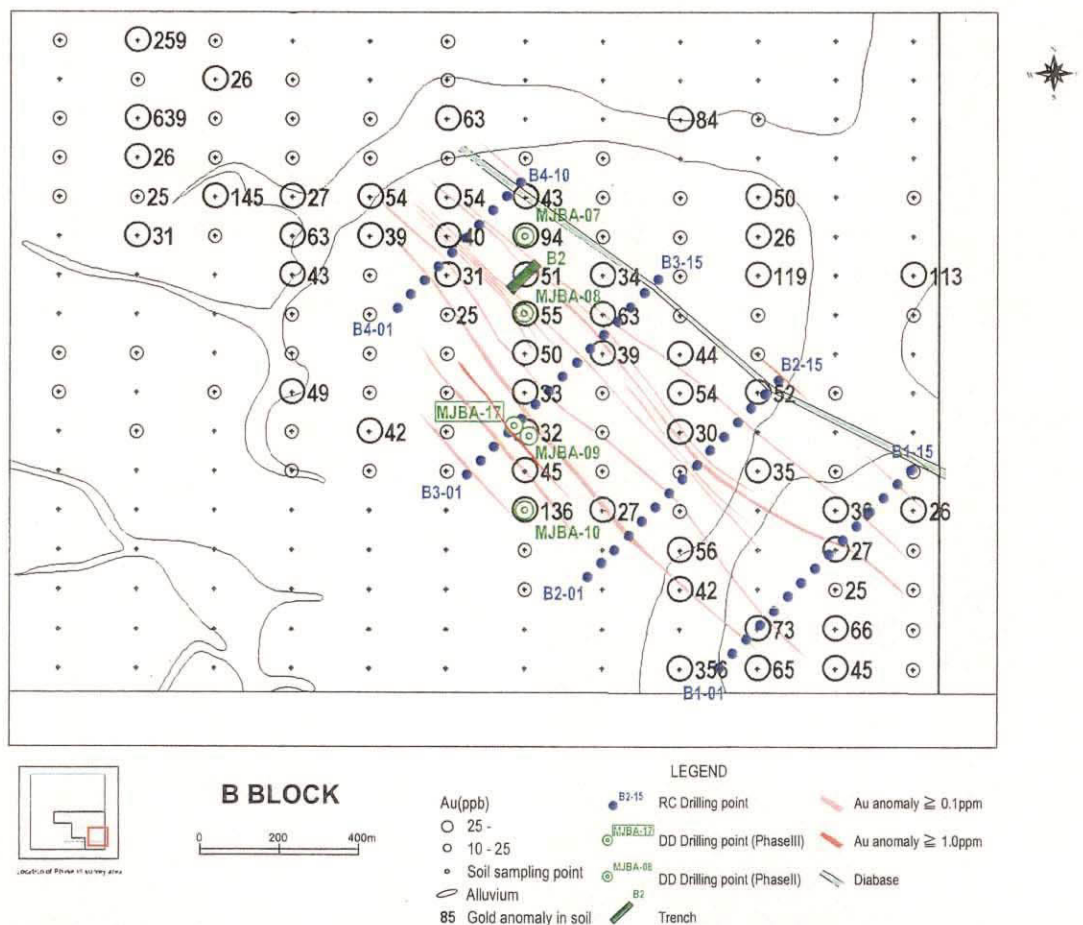 259
26
639
63
84
26
B4-10
25
145
27
54
54
43
50
MJBA-07
31
63
39
40
94
26
B2
B3-15
43
31
51
34
119
113
MJBA-08
B4-01
25
55
63
50
39
44
B2-15
49
33
54
52
MJBA-17
42
32
30
MJBA-09
B1-15
B3-01
45
35
136
27
36
26
MJBA-10
56
27
B2-01
42
25
73
66
356
65
45
B1-01
B BLOCK
0 200 400m
LEGEND
Au(ppb)
25 -
10 - 25
Soil sampling point
Alluvium
85 Gold anomaly in soil
B2-15 RC Drilling point
MJBA-17 DD Drilling point (PhaseIII)
MJBA-08 DD Drilling point (PhaseII)
B2 Trench
Au anomaly ≧ 0.1ppm
Au anomaly ≧ 1.0ppm
Diabase